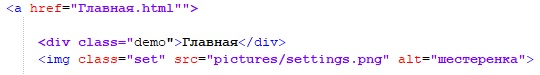 <a href="Главная.html"">
<div class="demo">Главная</div>
<img class="set" src="pictures/settings.png" alt="шестеренка">